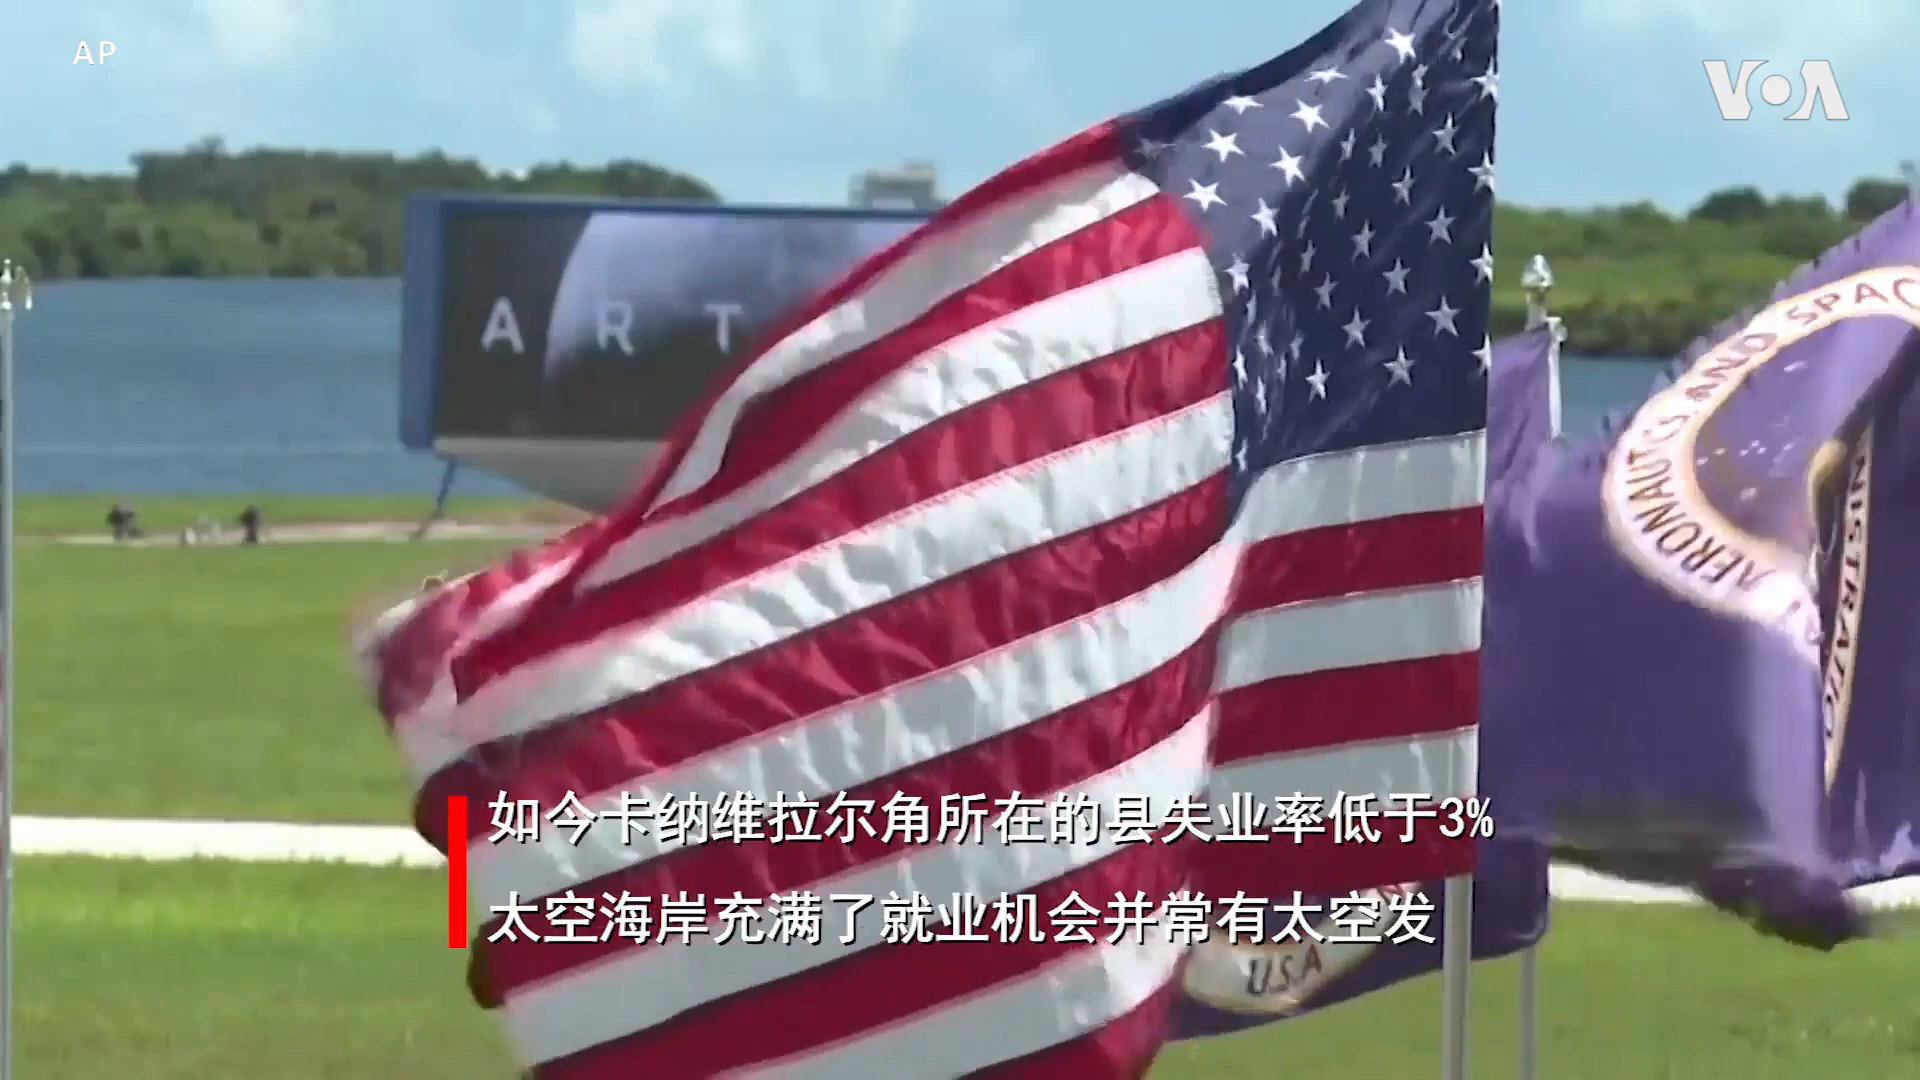 AP
VOA
ART
AERONAUTICS AND SPAC
NISTRATIO
如今卡纳维拉尔角所在的县失业率低于3%
太空海岸充满了就业机会并常有太空发
U.S.A